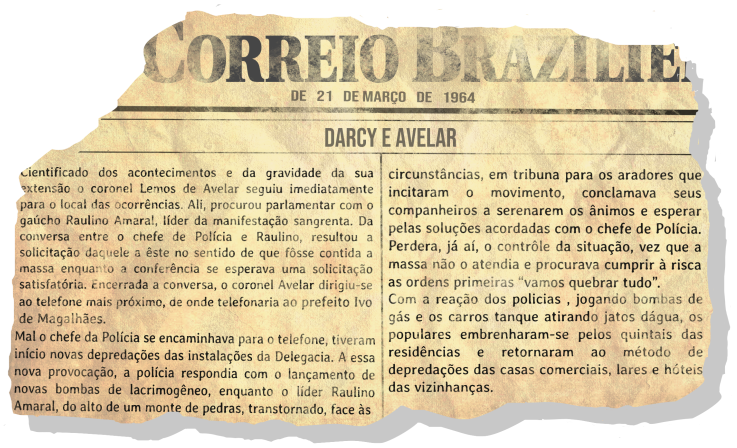 CORREIO BRAZILIE
DE 21 DE MARÇO DE 1964
DARCY E AVELAR
Cientificado dos acontecimentos e da gravidade da sua
extensão o coronel Lemos de Avelar seguiu imediatamente
para o local das ocorrências. Ali, procurou parlamentar com o
gaúcho Raulino Amaral, líder da manifestação sangrenta. Da
conversa entre o chefe de Polícia e Raulino, resultou a
solicitação daquele a êste no sentido de que fôsse contida a
massa enquanto a conferência se esperava uma solicitação
satisfatória. Encerrada a conversa, o coronel Avelar dirigiu-se
ao telefone mais próximo, de onde telefonaria ao prefeito Ivo
de Magalhães.
Mal o chefe da Polícia se encaminhava para o telefone, tiveram
início novas depredações das instalações da Delegacia. A essa
nova provocação, a polícia respondia com o lançamento de
novas bombas de lacrimogêneo, enquanto o líder Raulino
Amaral, do alto de um monte de pedras, transtornado, face às
circunstâncias, em tribuna para os aradores que
incitaram o movimento, conclamava seus
companheiros a serenarem os ânimos e esperar
pelas soluções acordadas com o chefe de Polícia.
Perdera, já aí, o contrôle da situação, vez que a
massa não o atendia e procurava cumprir à risca
as ordens primeiras “vamos quebrar tudo”.
Com a reação dos policias , jogando bombas de
gás e os carros tanque atirando jatos dágua, os
populares embrenharam-se pelos quintais das
residências e retornaram ao método de
depredações das casas comerciais, lares e hóteis
das vizinhanças.